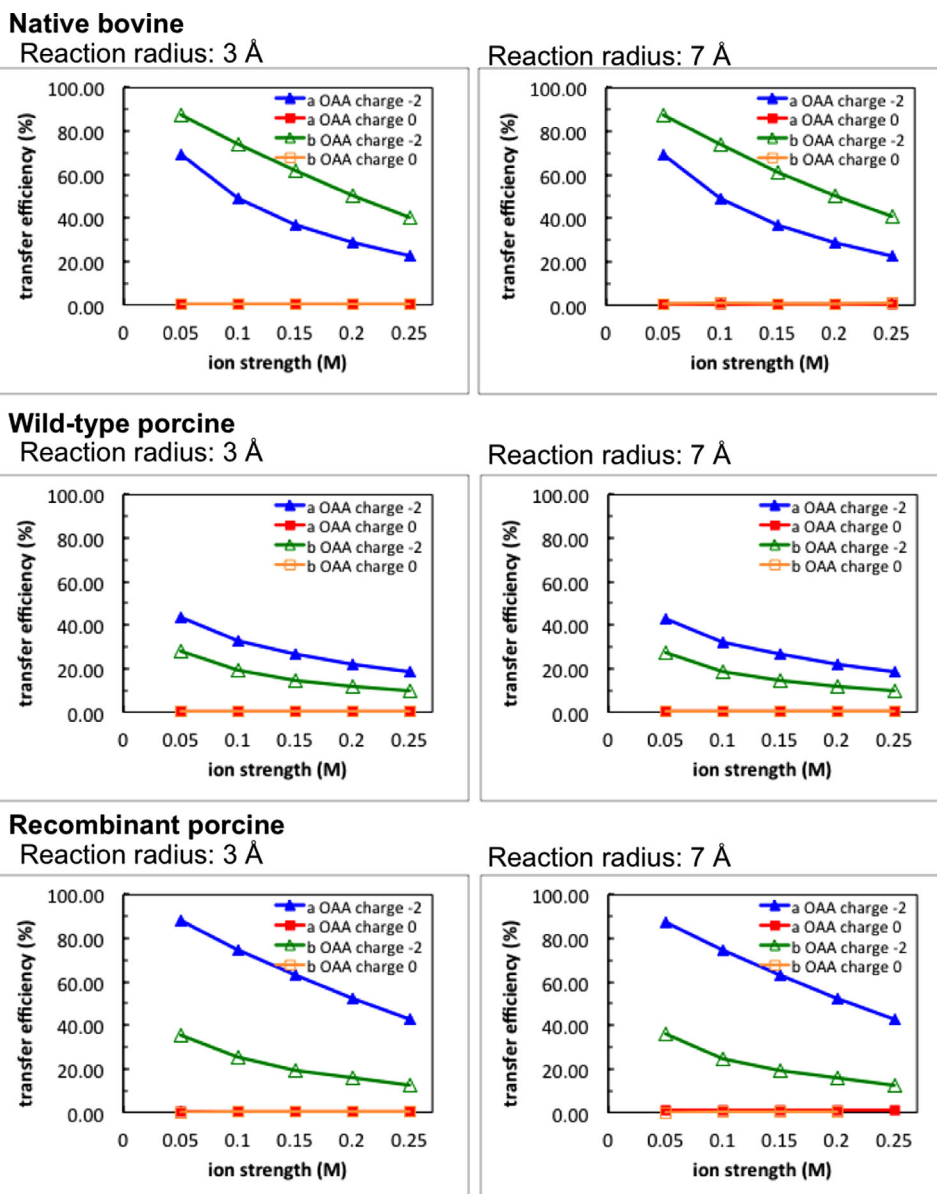 Native bovine
Reaction radius: 3 Å
100.00
80.00
60.00
40.00
20.00
0.00
transfer efficiency (%)
a OAA charge -2
a OAA charge 0
b OAA charge -2
b OAA charge 0
0 0.05 0.1 0.15 0.2 0.25
ion strength (M)
Reaction radius: 7 Å
100.00
80.00
60.00
40.00
20.00
0.00
transfer efficiency (%)
a OAA charge -2
a OAA charge 0
b OAA charge -2
b OAA charge 0
0 0.05 0.1 0.15 0.2 0.25
ion strength (M)
Wild-type porcine
Reaction radius: 3 Å
100.00
80.00
60.00
40.00
20.00
0.00
transfer efficiency (%)
a OAA charge -2
a OAA charge 0
b OAA charge -2
b OAA charge 0
0 0.05 0.1 0.15 0.2 0.25
ion strength (M)
Reaction radius: 7 Å
100.00
80.00
60.00
40.00
20.00
0.00
transfer efficiency (%)
a OAA charge -2
a OAA charge 0
b OAA charge -2
b OAA charge 0
0 0.05 0.1 0.15 0.2 0.25
ion strength (M)
Recombinant porcine
Reaction radius: 3 Å
100.00
80.00
60.00
40.00
20.00
0.00
transfer efficiency (%)
a OAA charge -2
a OAA charge 0
b OAA charge -2
b OAA charge 0
0 0.05 0.1 0.15 0.2 0.25
ion strength (M)
Reaction radius: 7 Å
100.00
80.00
60.00
40.00
20.00
0.00
transfer efficiency (%)
a OAA charge -2
a OAA charge 0
b OAA charge -2
b OAA charge 0
0 0.05 0.1 0.15 0.2 0.25
ion strength (M)